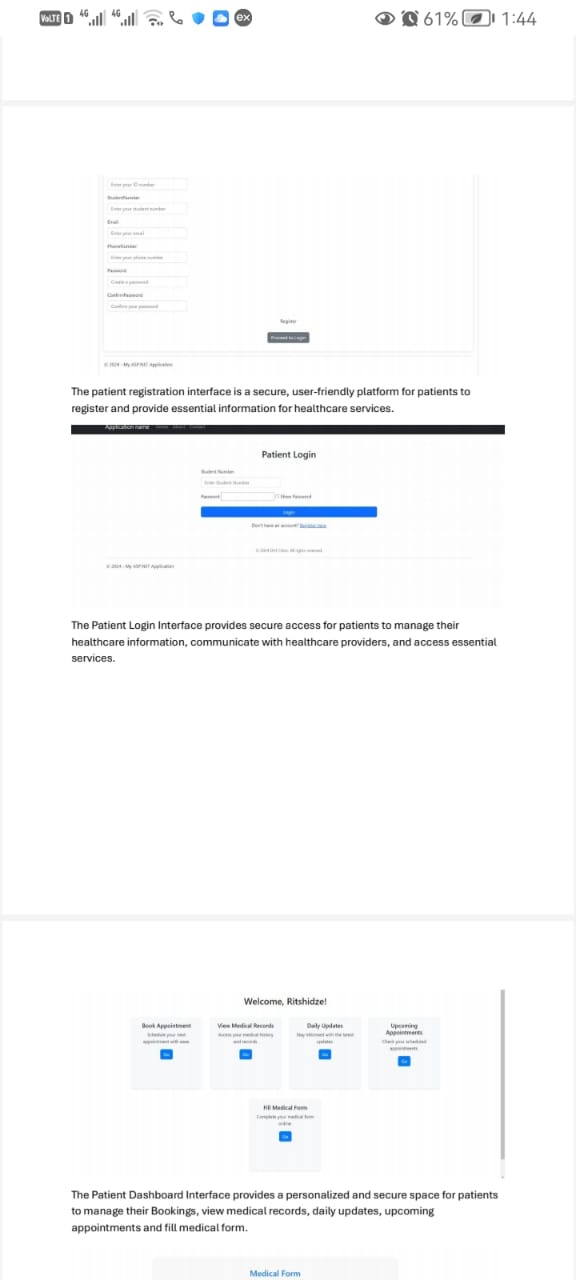 VoLTE 1 4G 4G ex 61% 1:44
Enter your ID number
StudentNumber
Enter your student number
Email
Enter your email
PhoneNumber
Enter your phone number
Password
Create a password
ConfirmPassword
Confirm your password
Register
Proceed to Login
© 2024 - My ASP.NET Application
The patient registration interface is a secure, user-friendly platform for patients to
register and provide essential information for healthcare services.
Application name Home About Contact
Patient Login
Student Number
Enter Student Number
Password Show Password
Login
Don't have an account? Register here
All rights reserved.
© 2024 - My ASP.NET Application
The Patient Login Interface provides secure access for patients to manage their
healthcare information, communicate with healthcare providers, and access essential
services.
Welcome, Ritshidze!
Book Appointment
Schedule your next
appointment with ease
Go
View Medical Records
Access your medical history
and records
Go
Daily Updates
Stay informed with the latest
updates
Go
Upcoming
Appointments
Check your scheduled
appointments
Go
Fill Medical Form
Complete your medical form
online
Go
The Patient Dashboard Interface provides a personalized and secure space for patients
to manage their Bookings, view medical records, daily updates, upcoming
appointments and fill medical form.
Medical Form